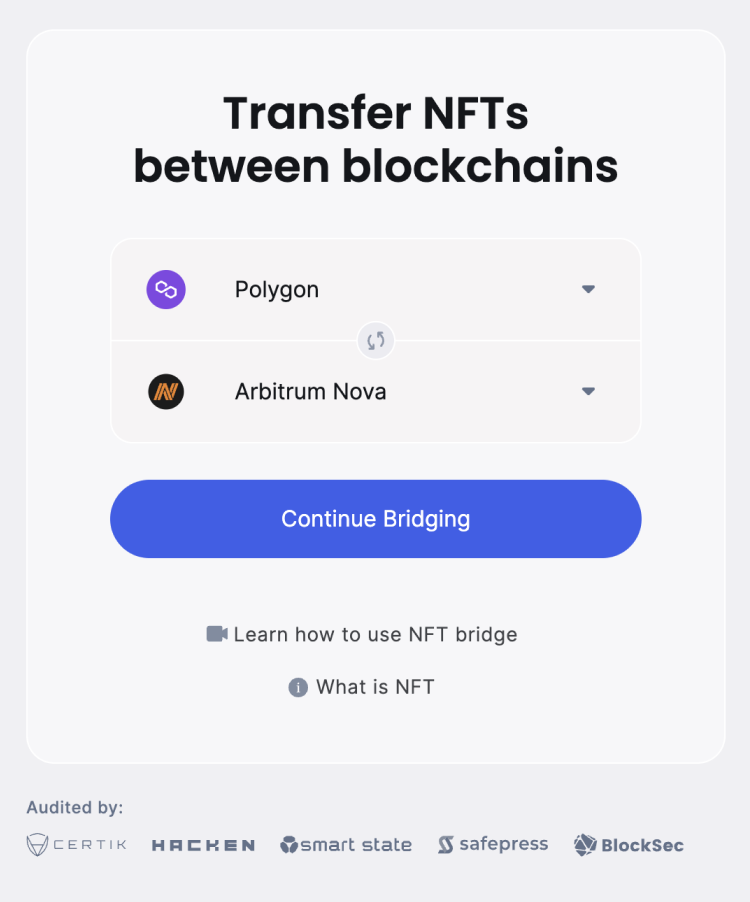 Transfer NFTs
between blockchains
Polygon
Arbitrum Nova
Continue Bridging
Learn how to use NFT bridge
What is NFT
Audited by:
CERTIK HACKEN smart state safepress BlockSec